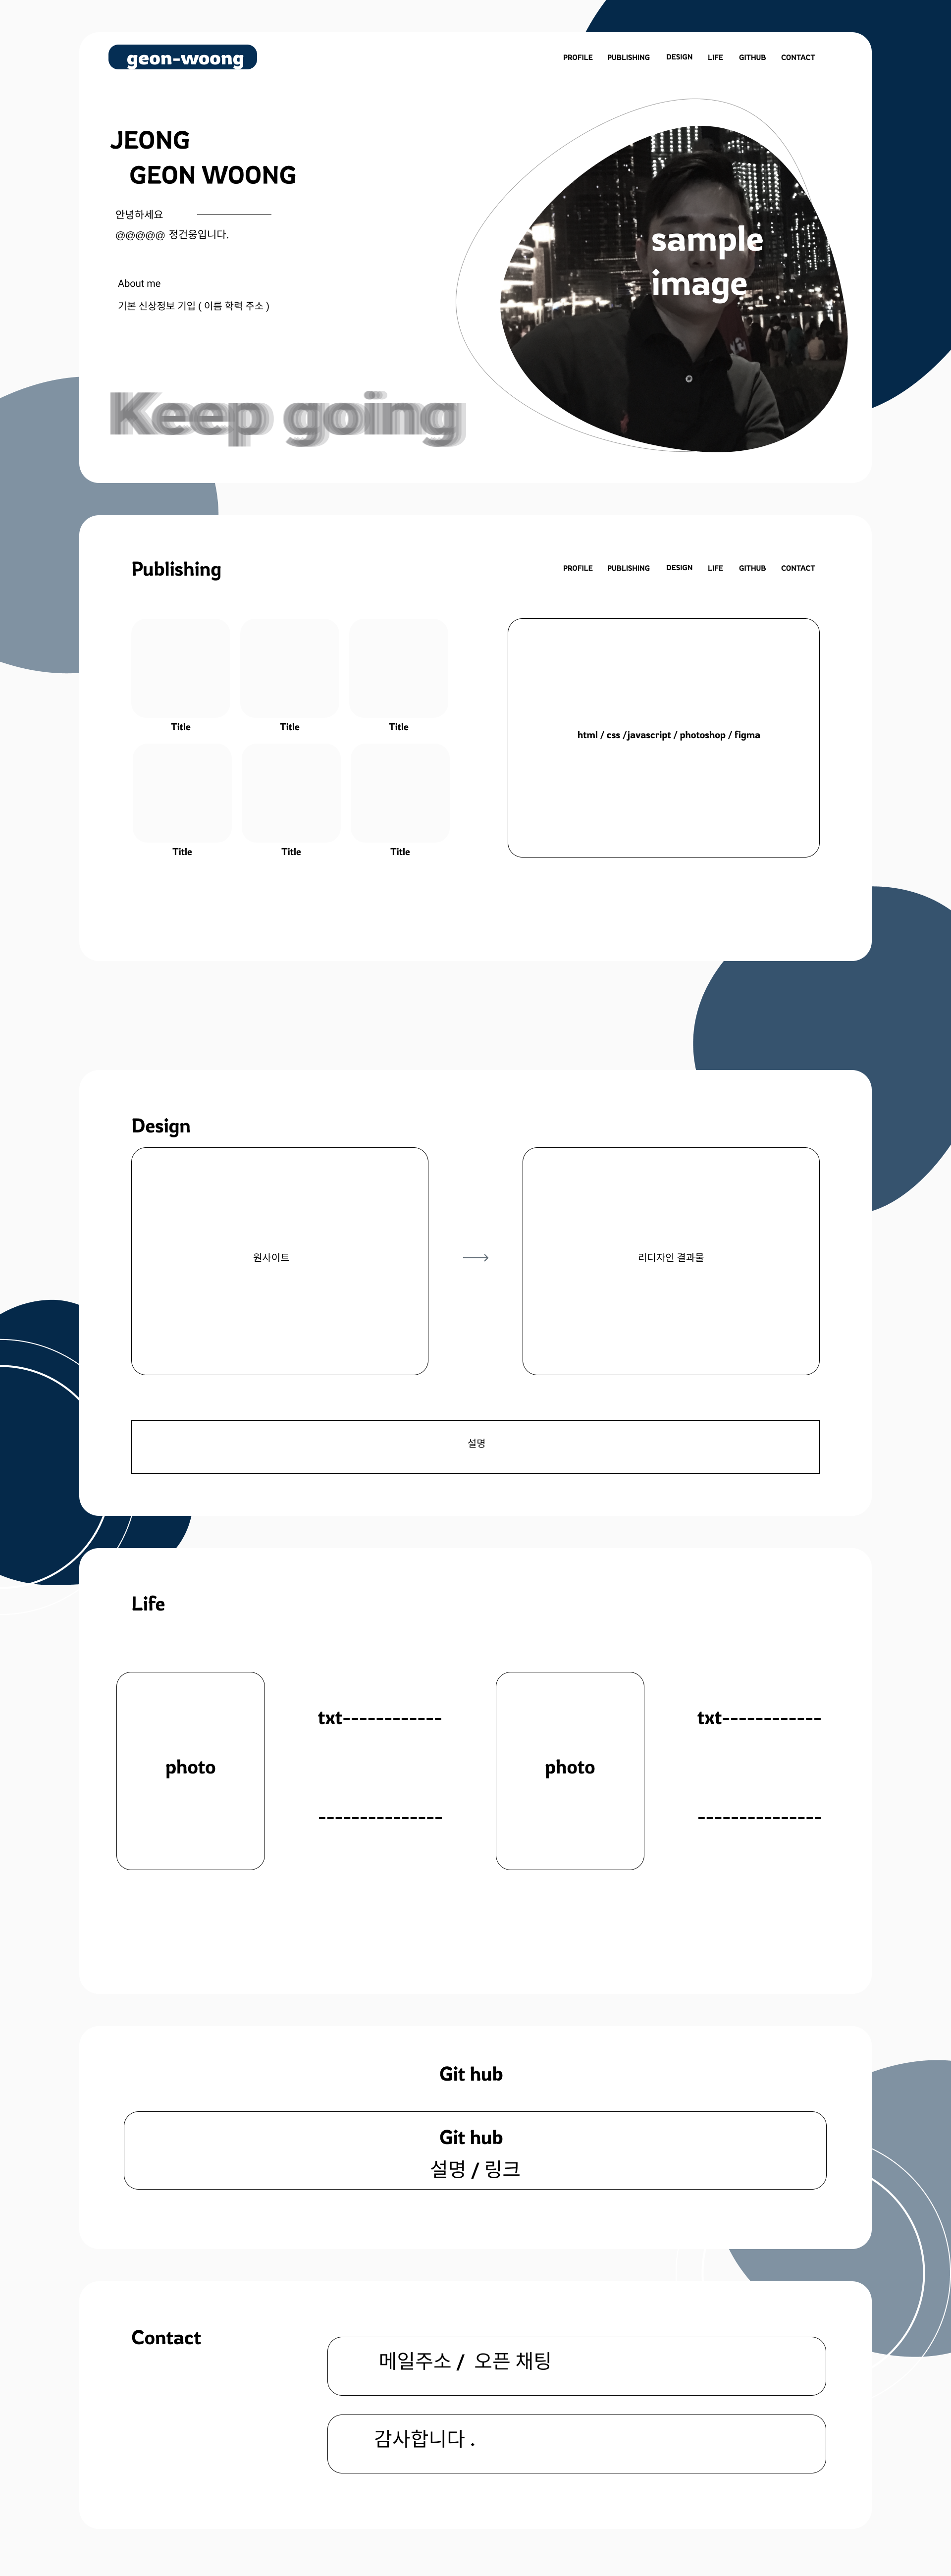 geon-woong
PROFILE PUBLISHING DESIGN LIFE GITHUB CONTACT
JEONG
GEON WOONG
안녕하세요
@@@@@ 정건웅입니다.
About me
기본 신상정보 기입 ( 이름 학력 주소 )
sample
image
Keep going
Publishing
PROFILE PUBLISHING DESIGN LIFE GITHUB CONTACT
Title Title Title
Title Title Title
html / css /javascript / photoshop / figma
Design
원사이트
리디자인 결과물
설명
Life
photo
txt------------
---------------
photo
txt------------
---------------
Git hub
Git hub
설명 / 링크
Contact
메일주소 / 오픈 채팅
감사합니다 .